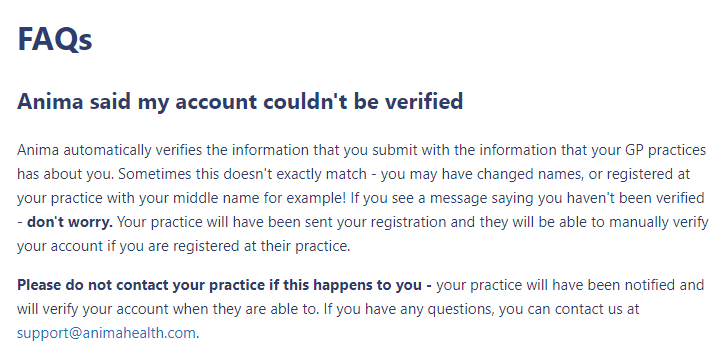 FAQs
Anima said my account couldn't be verified
Anima automatically verifies the information that you submit with the information that your GP practices
has about you. Sometimes this doesn't exactly match - you may have changed names, or registered at
your practice with your middle name for example! If you see a message saying you haven't been verified
- don't worry. Your practice will have been sent your registration and they will be able to manually verify
your account if you are registered at their practice.
Please do not contact your practice if this happens to you - your practice will have been notified and
will verify your account when they are able to. If you have any questions, you can contact us at
support@animahealth.com.